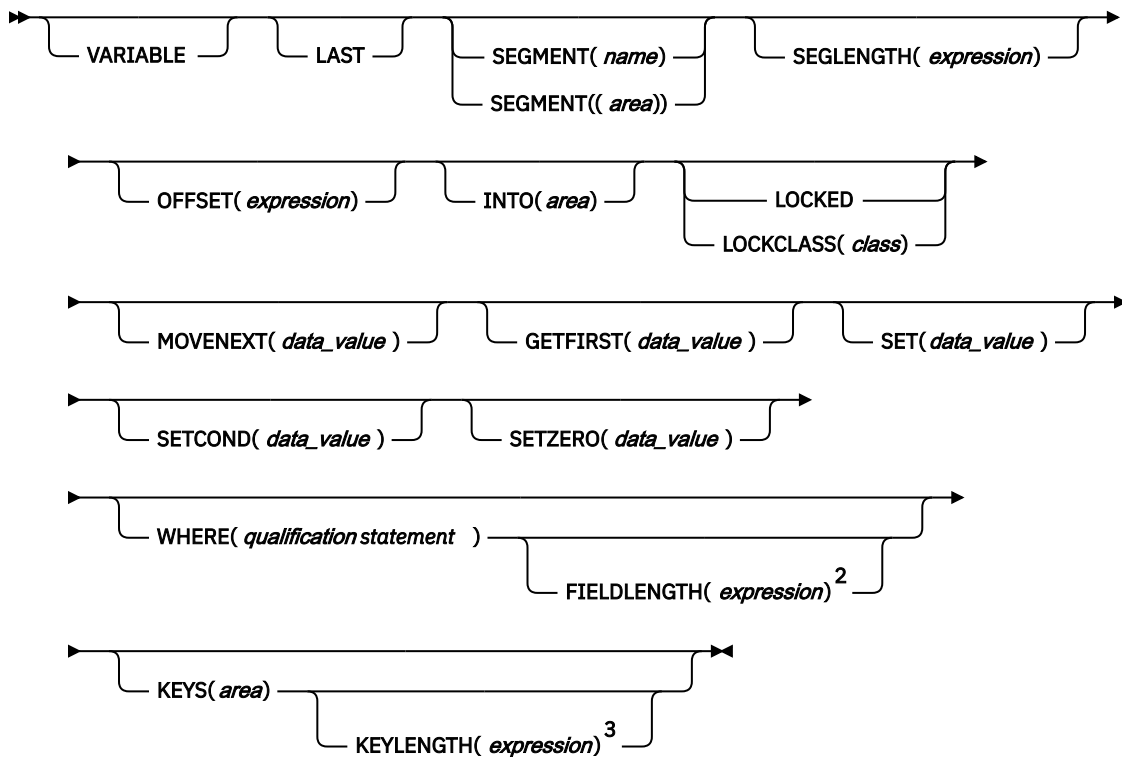 VARIABLE LAST SEGMENT( name) SEGLENGTH( expression)
SEGMENT(( area))
OFFSET( expression) INTO( area) LOCKED
LOCKCLASS( class)
MOVENEXT( data_value ) GETFIRST( data_value ) SET( data_value )
SETCOND( data_value ) SETZERO( data_value )
WHERE( qualification statement )
FIELDLENGTH( expression)2
KEYS( area)
KEYLENGTH( expression)3